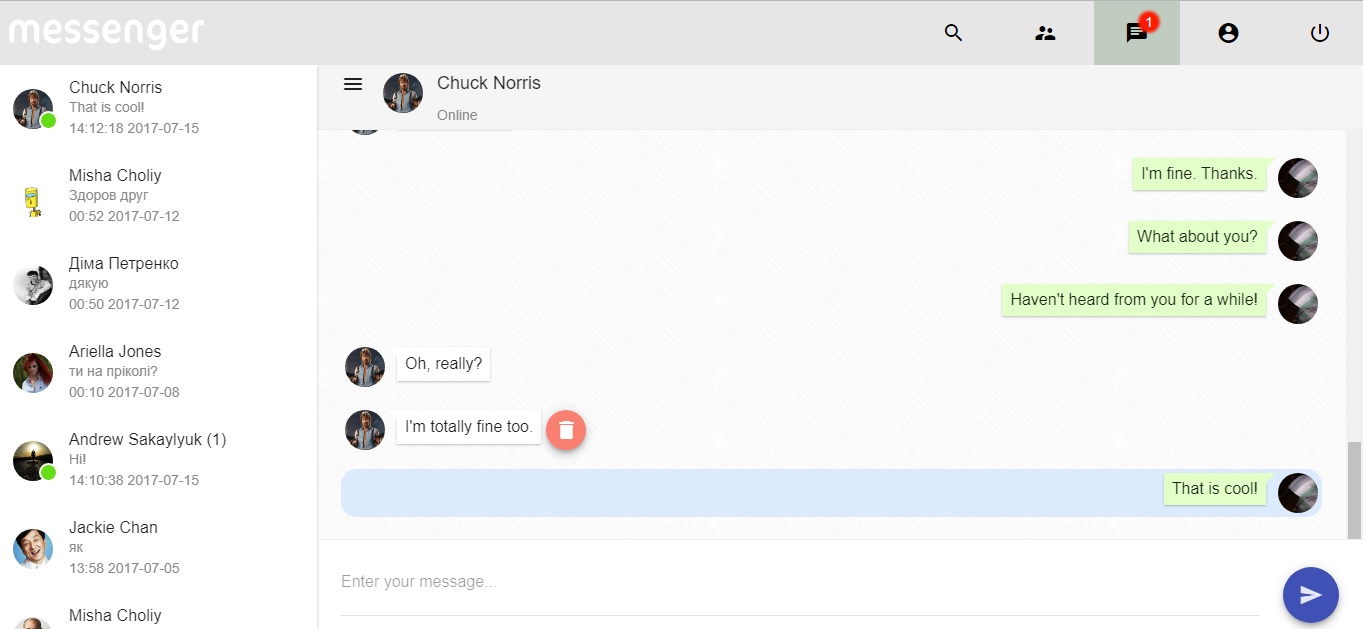 messenger
1
Chuck Norris
That is cool!
14:12:18 2017-07-15
Misha Choliy
Здоров друг
00:52 2017-07-12
Діма Петренко
дякую
00:50 2017-07-12
Ariella Jones
ти на пріколі?
00:10 2017-07-08
Andrew Sakaylyuk (1)
Hi!
14:10:38 2017-07-15
Jackie Chan
як
13:58 2017-07-05
Misha Choliy
Chuck Norris
Online
I'm fine. Thanks.
What about you?
Haven't heard from you for a while!
Oh, really?
I'm totally fine too.
That is cool!
Enter your message...